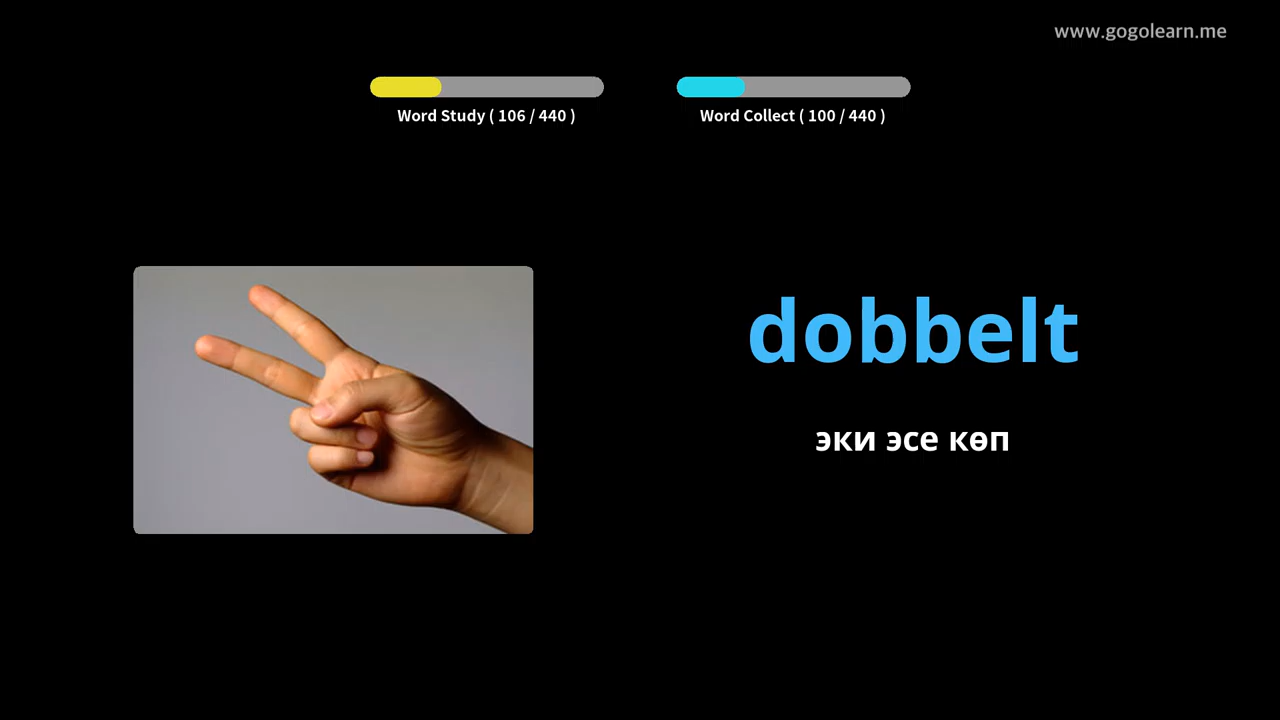 www.gogolearn.me
Word Study ( 106 / 440 )
Word Collect ( 100 / 440 )
dobbelt
эки эсе көп